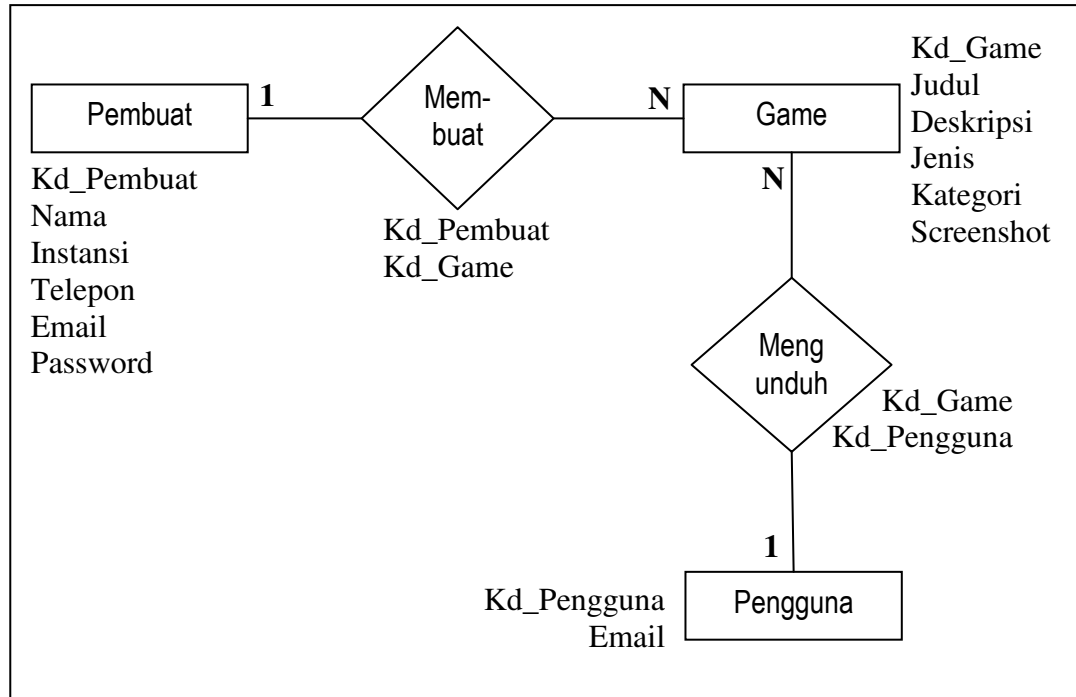 Pembuat
1
Mem-
buat
N
Game
Kd_Game
Judul
Deskripsi
Jenis
Kategori
Screenshot
Kd_Pembuat
Nama
Instansi
Telepon
Email
Password
Kd_Pembuat
Kd_Game
N
Meng
unduh
Kd_Game
Kd_Pengguna
1
Pengguna
Kd_Pengguna
Email